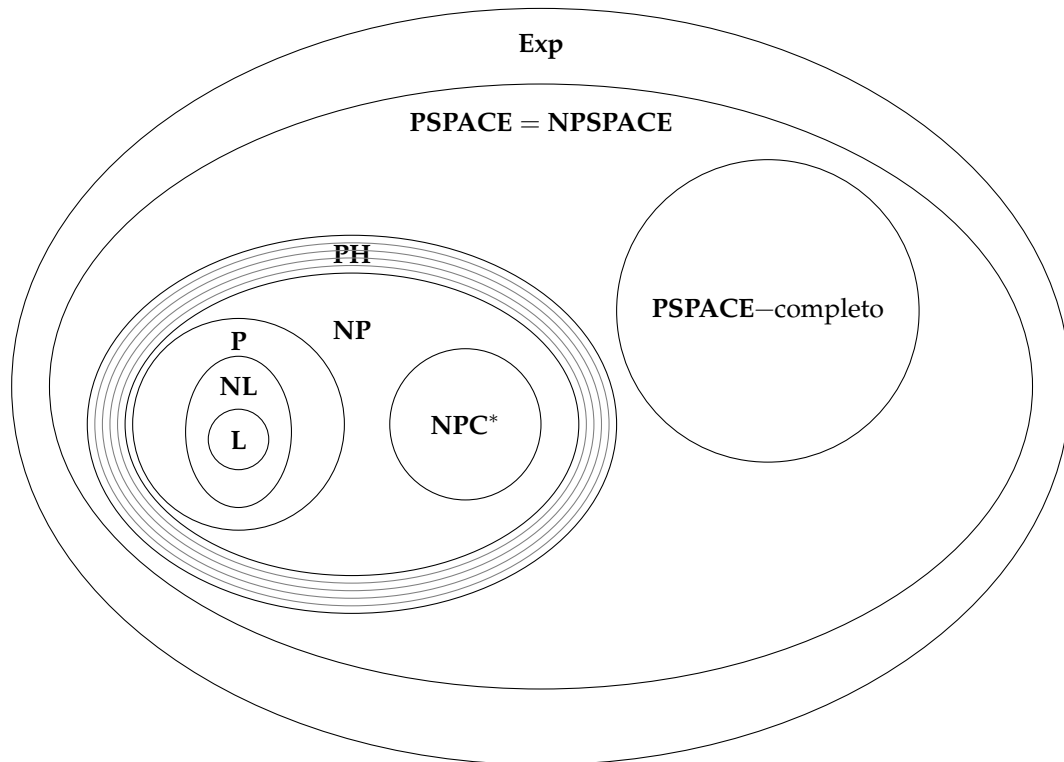 Exp
PSPACE = NPSPACE
PH
PSPACE−completo
NP
P
NL
NPC*
L